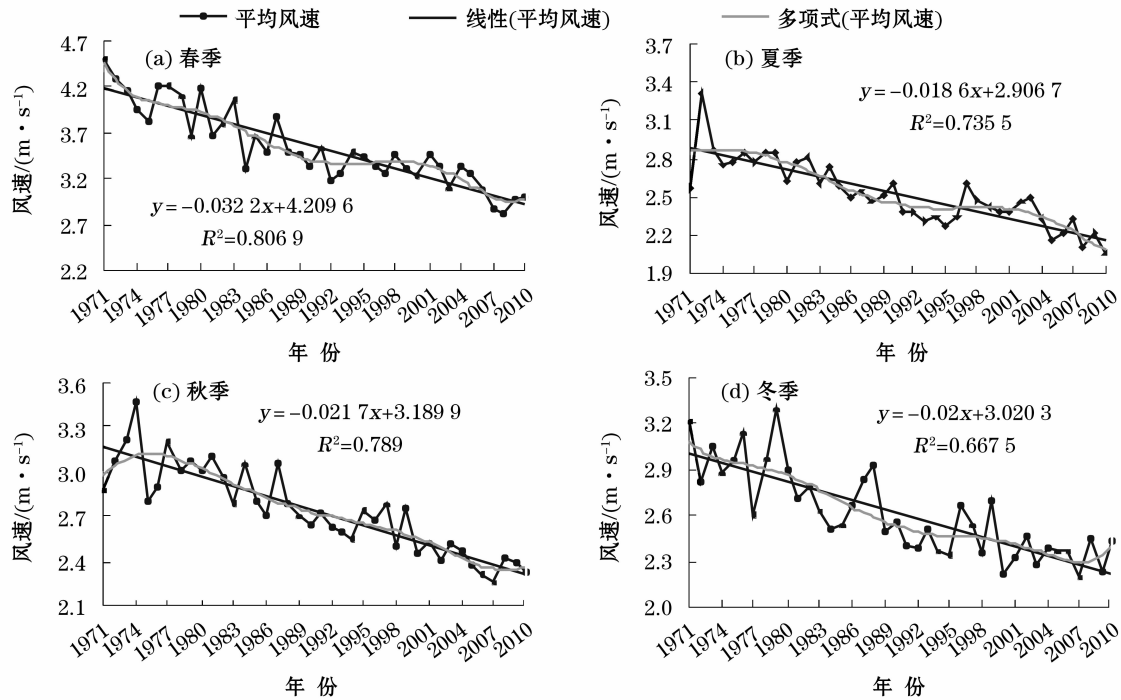 平均风速 线性(平均风速) 多项式(平均风速)
(a) 春季
风速/(m·s⁻¹)
4.7
4.2
3.7
3.2
2.7
2.2
y=−0.032 2x+4.209 6
R²=0.806 9
1971 1974 1977 1980 1983 1986 1989 1992 1995 1998 2001 2004 2007 2010
年 份
(b) 夏季
风速/(m·s⁻¹)
3.7
3.4
3.1
2.8
2.5
2.2
1.9
y=−0.018 6x+2.906 7
R²=0.735 5
1971 1974 1977 1980 1983 1986 1989 1992 1995 1998 2001 2004 2007 2010
年 份
(c) 秋季
风速/(m·s⁻¹)
3.6
3.3
3.0
2.7
2.4
2.1
y=−0.021 7x+3.189 9
R²=0.789
1971 1974 1977 1980 1983 1986 1989 1992 1995 1998 2001 2004 2007 2010
年 份
(d) 冬季
风速/(m·s⁻¹)
3.5
3.2
2.9
2.6
2.3
2.0
y=−0.02x+3.020 3
R²=0.667 5
1971 1974 1977 1980 1983 1986 1989 1992 1995 1998 2001 2004 2007 2010
年 份